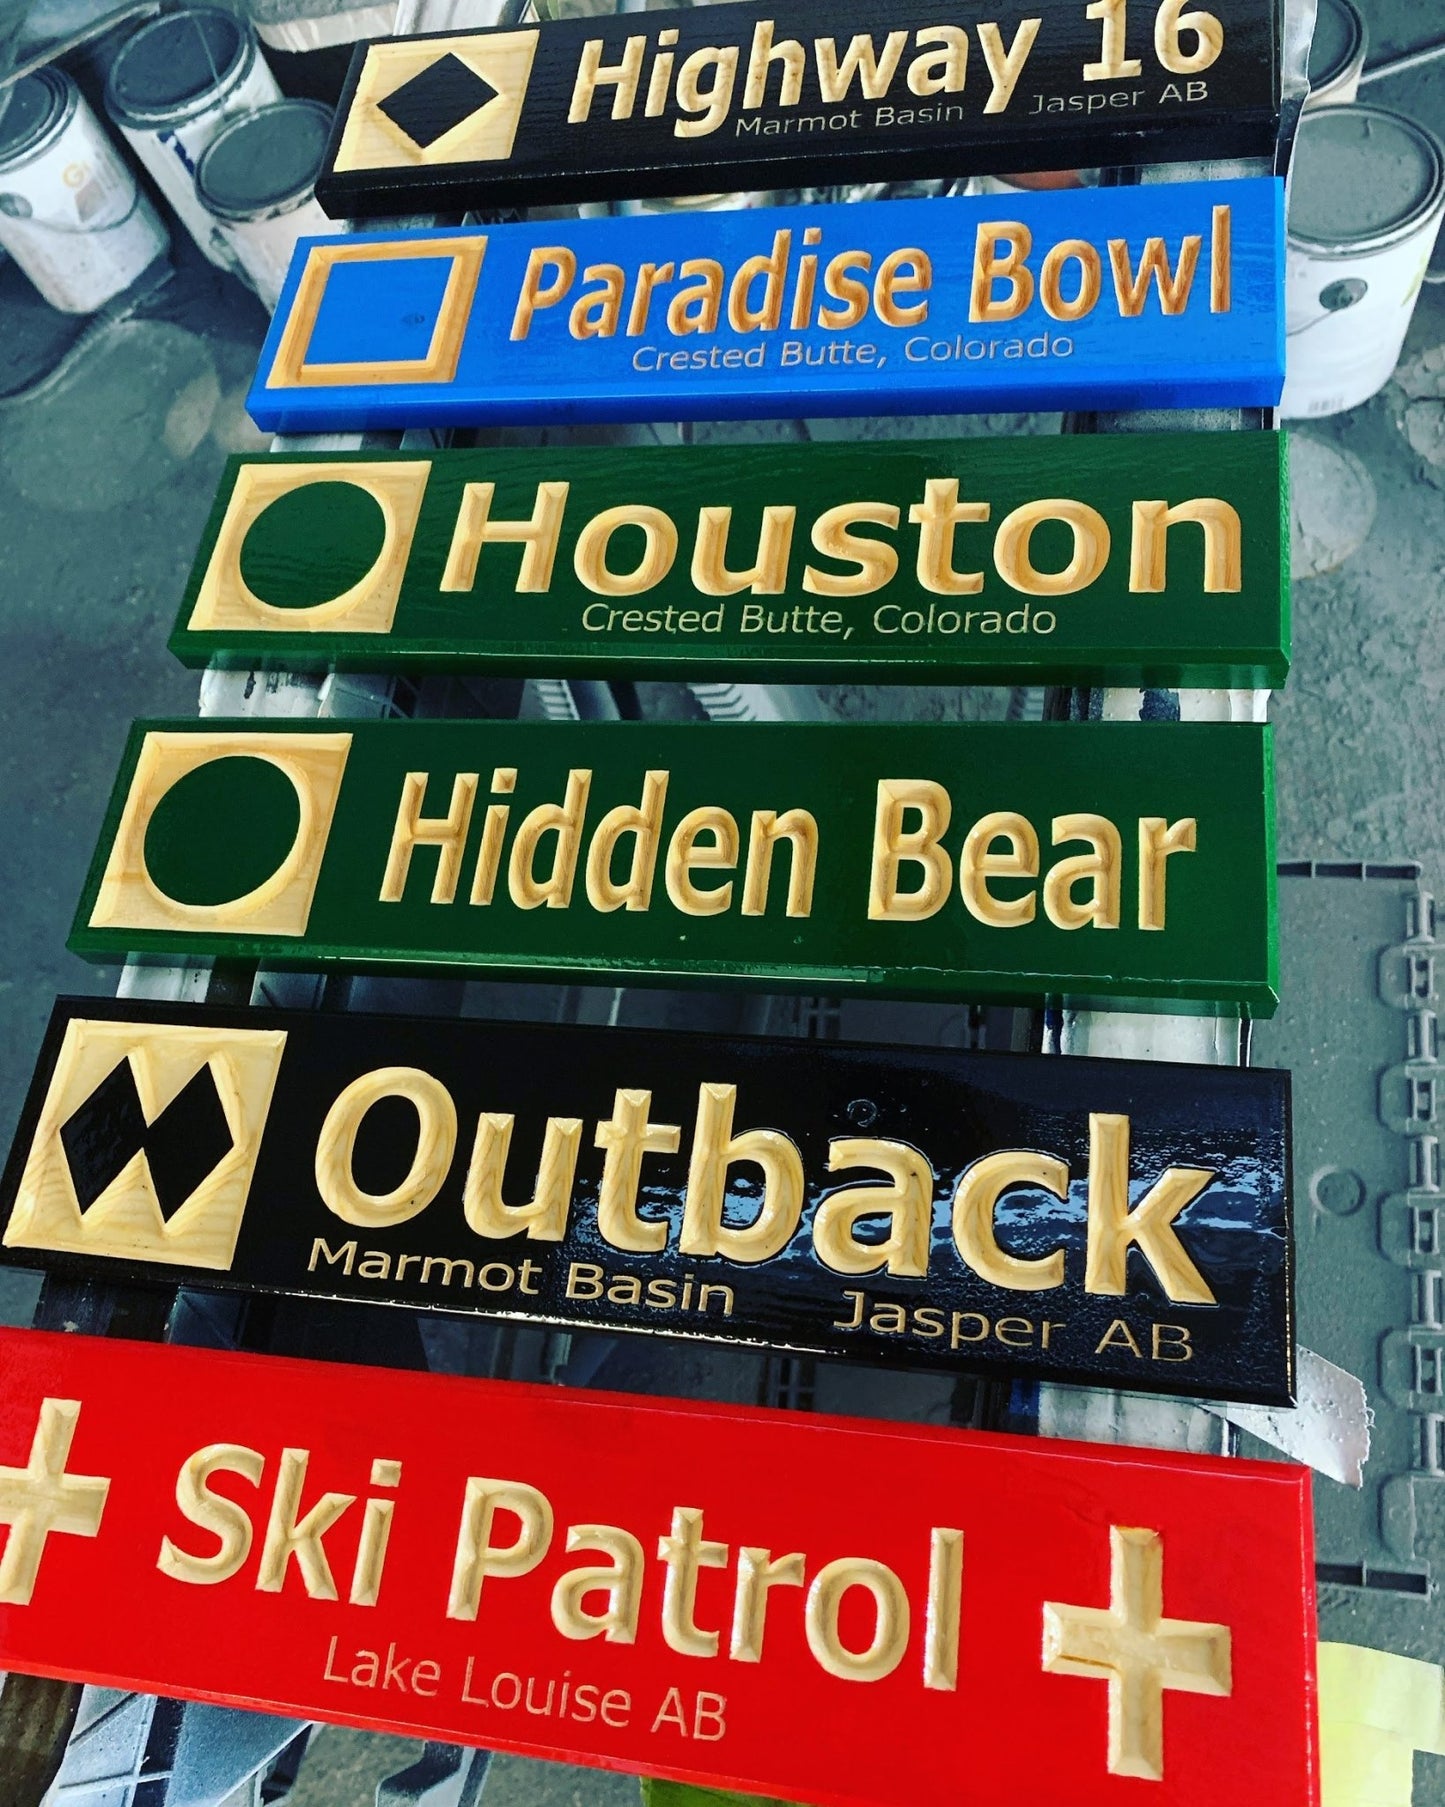 Highway 16
Marmot Basin Jasper AB
Paradise Bowl
Crested Butte, Colorado
Houston
Crested Butte, Colorado
Hidden Bear
Outback
Marmot Basin Jasper AB
Ski Patrol
Lake Louise AB